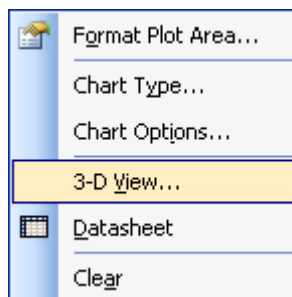 Format Plot Area...
Chart Type...
Chart Options...
3-D View...
Datasheet
Clear